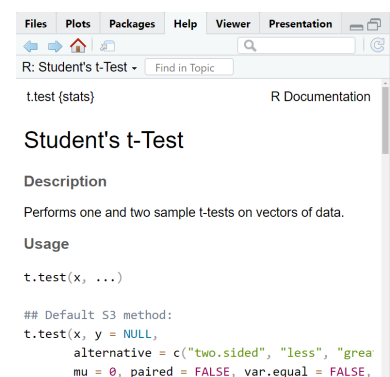 Files Plots Packages Help Viewer Presentation
R: Student's t-Test Find in Topic
t.test {stats} R Documentation
Student's t-Test
Description
Performs one and two sample t-tests on vectors of data.
Usage
t.test(x, ...)
## Default S3 method:
t.test(x, y = NULL,
alternative = c("two.sided", "less", "grea
mu = 0, paired = FALSE, var.equal = FALSE,